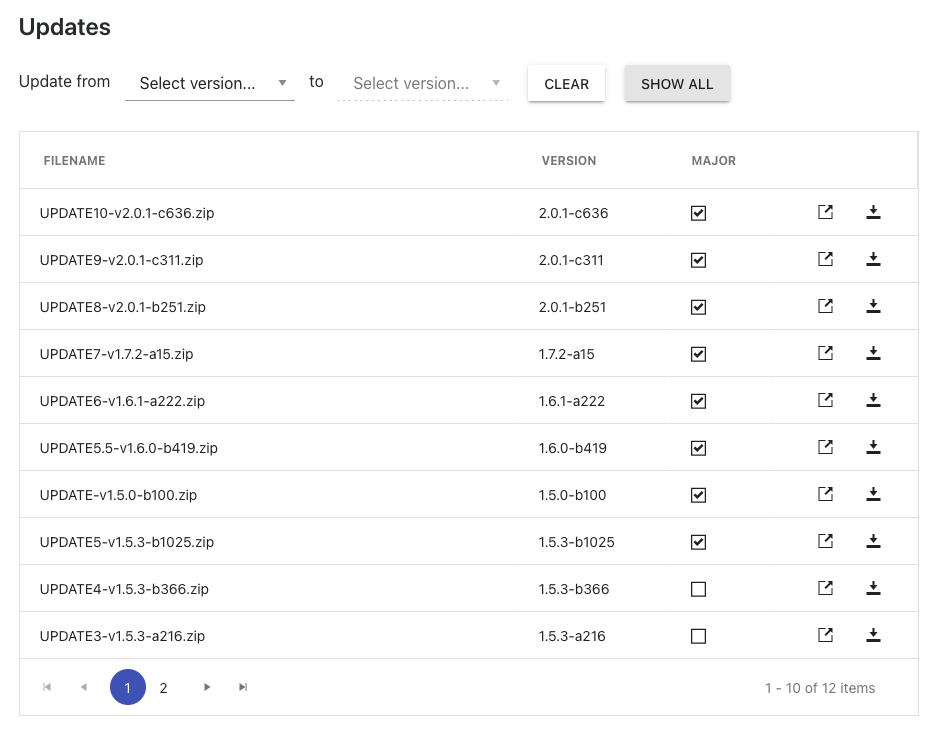 Updates
Update from Select version... to Select version... CLEAR SHOW ALL
FILENAME VERSION MAJOR
UPDATE10-v2.0.1-c636.zip 2.0.1-c636
UPDATE9-v2.0.1-c311.zip 2.0.1-c311
UPDATE8-v2.0.1-b251.zip 2.0.1-b251
UPDATE7-v1.7.2-a15.zip 1.7.2-a15
UPDATE6-v1.6.1-a222.zip 1.6.1-a222
UPDATE5.5-v1.6.0-b419.zip 1.6.0-b419
UPDATE-v1.5.0-b100.zip 1.5.0-b100
UPDATE5-v1.5.3-b1025.zip 1.5.3-b1025
UPDATE4-v1.5.3-b366.zip 1.5.3-b366
UPDATE3-v1.5.3-a216.zip 1.5.3-a216
1 2 1 - 10 of 12 items